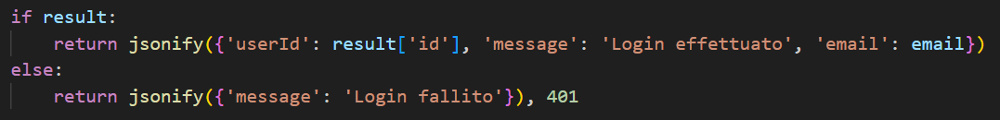 if result:
    return jsonify({'userId': result['id'], 'message': 'Login effettuato', 'email': email})
else:
    return jsonify({'message': 'Login fallito'}), 401